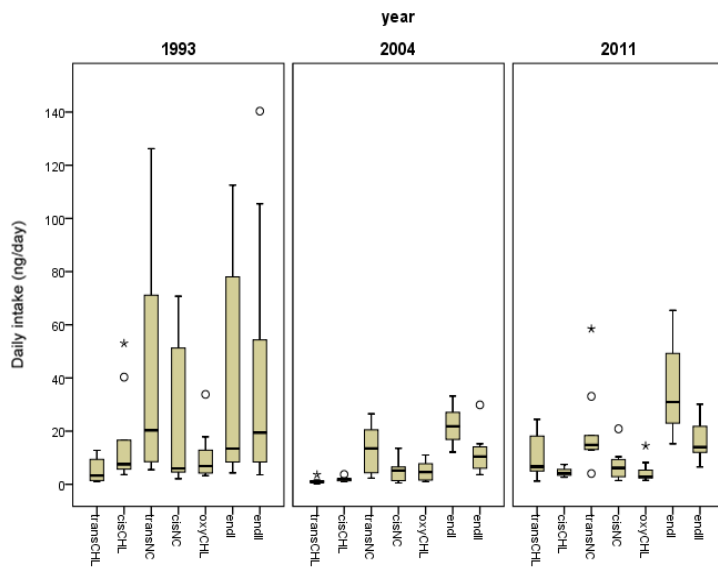 year
1993
2004
2011
Daily intake (ng/day)
140
120
100
80
60
40
20
0
transCHL
cisCHL
transNC
cisNC
oxyCHL
endI
endII
transCHL
cisCHL
transNC
cisNC
oxyCHL
endI
endII
transCHL
cisCHL
transNC
cisNC
oxyCHL
endI
endII